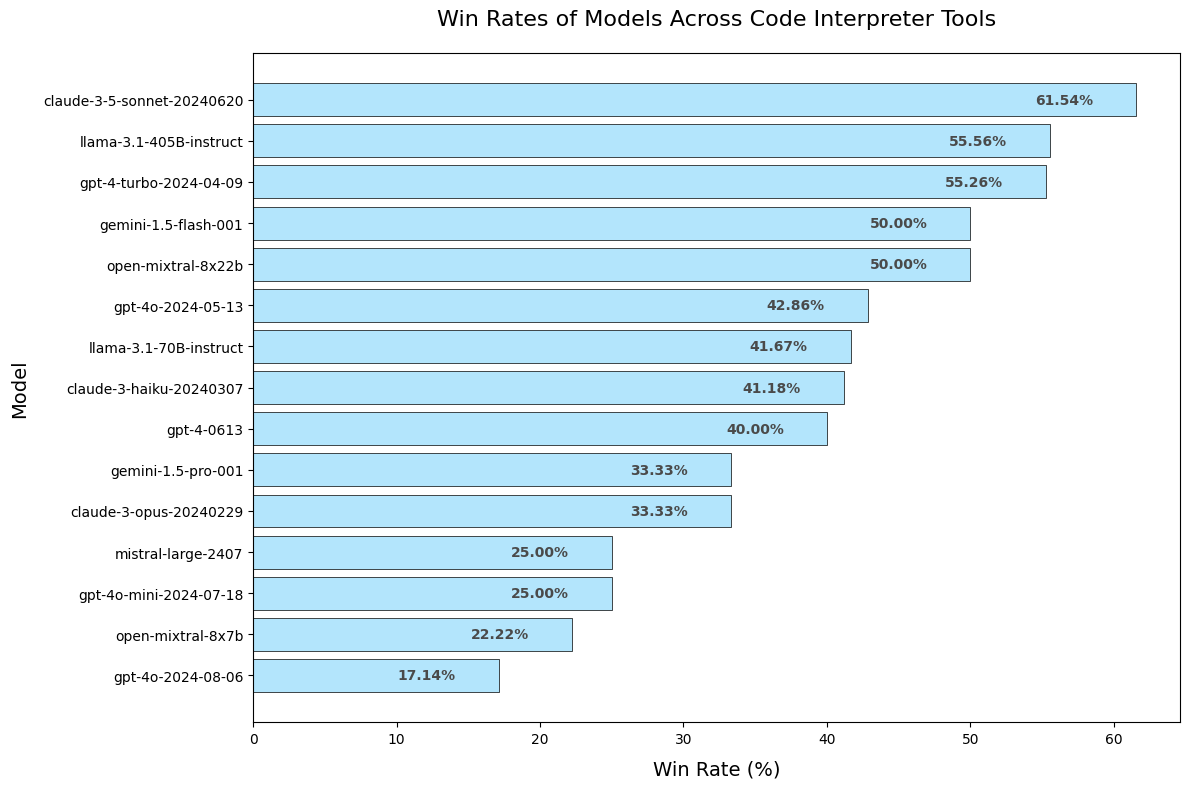 Win Rates of Models Across Code Interpreter Tools
claude-3-5-sonnet-20240620 61.54%
llama-3.1-405B-instruct 55.56%
gpt-4-turbo-2024-04-09 55.26%
gemini-1.5-flash-001 50.00%
open-mixtral-8x22b 50.00%
gpt-4o-2024-05-13 42.86%
llama-3.1-70B-instruct 41.67%
claude-3-haiku-20240307 41.18%
gpt-4-0613 40.00%
gemini-1.5-pro-001 33.33%
claude-3-opus-20240229 33.33%
mistral-large-2407 25.00%
gpt-4o-mini-2024-07-18 25.00%
open-mixtral-8x7b 22.22%
gpt-4o-2024-08-06 17.14%
Model
0 10 20 30 40 50 60
Win Rate (%)